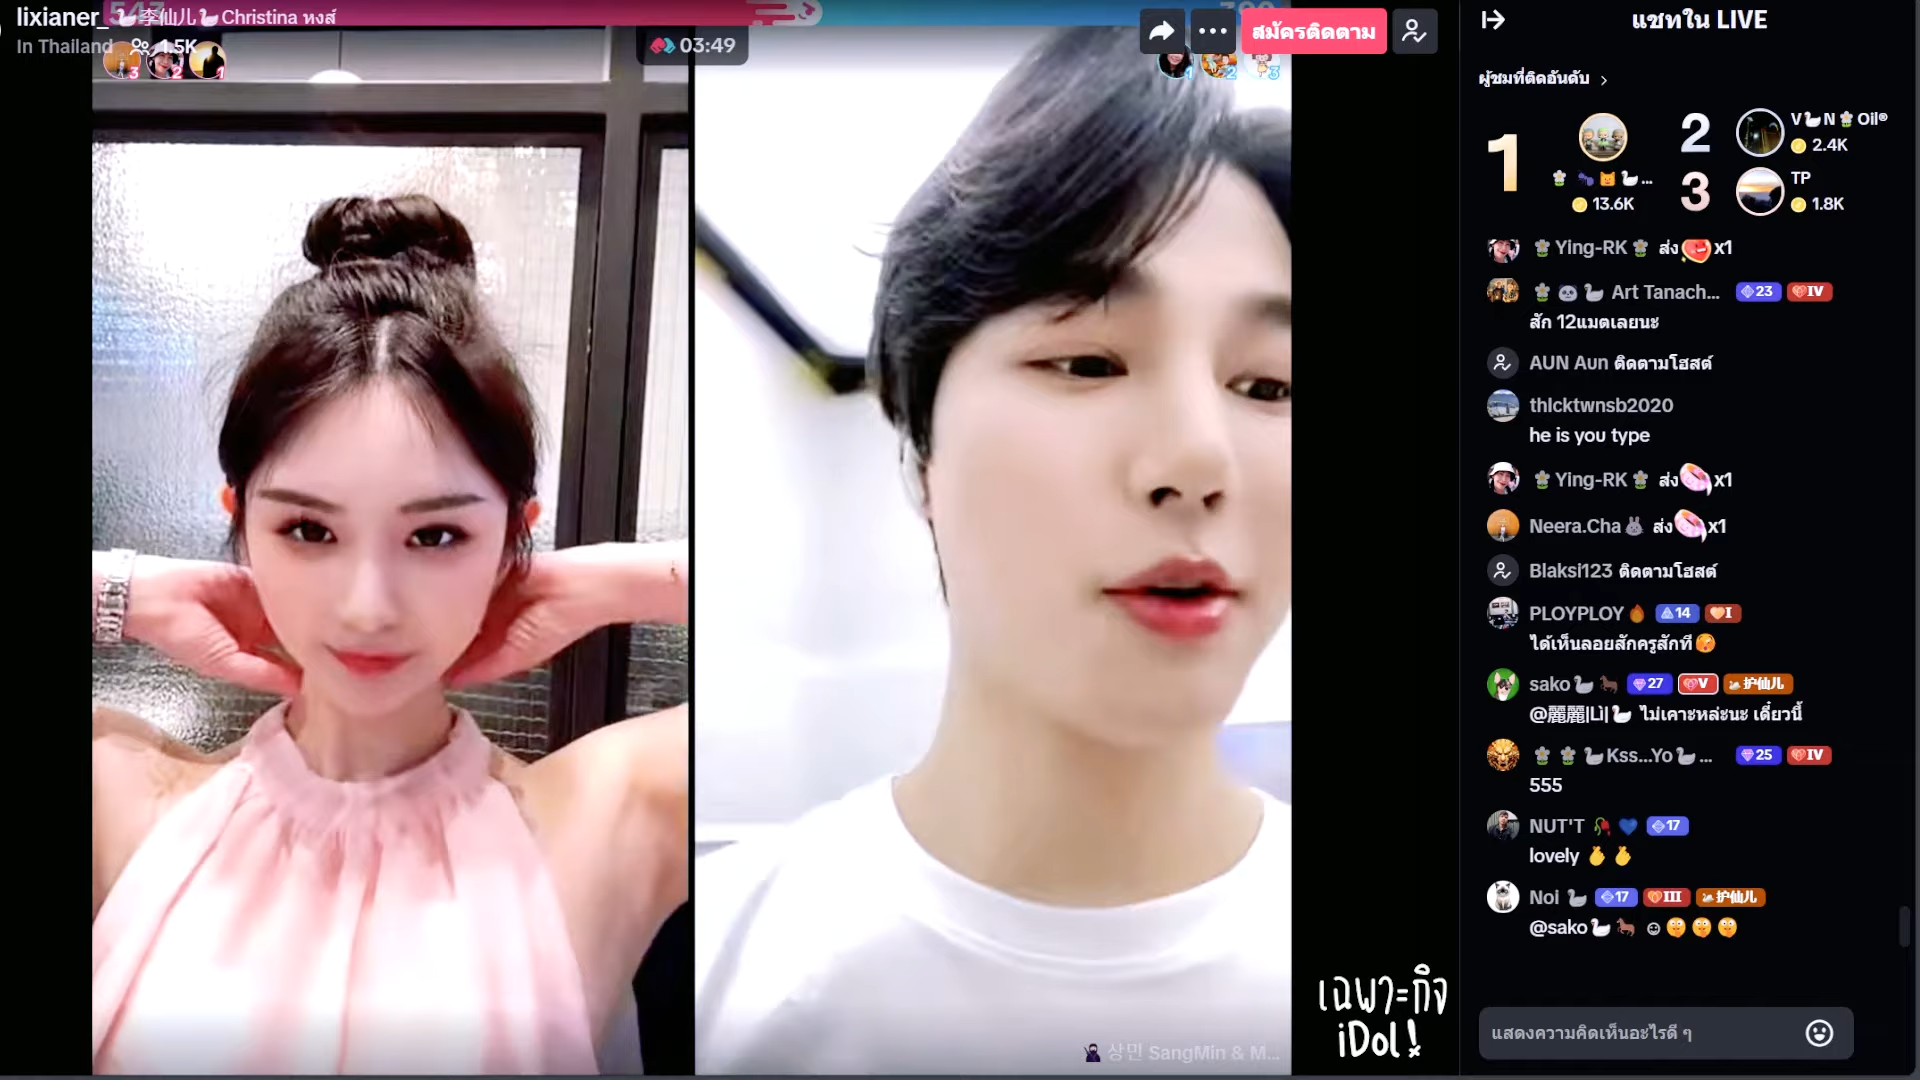 lixianer_ 李仙儿 Christina หงส์
In Thailand 1.5K
3 2 1
03:49
1 2 3
สมัครติดตาม
แชทใน LIVE
ผู้ชมที่ติดอันดับ
1
... 13.6K
2 V N Oil®
2.4K
3 TP
1.8K
Ying-RK ส่ง x1
Art Tanach... 23 IV
สัก 12แมตเลยนะ
AUN Aun ติดตามโฮสต์
thlcktwnsb2020
he is you type
Ying-RK ส่ง x1
Neera.Cha ส่ง x1
Blaksi123 ติดตามโฮสต์
PLOYPLOY 14 I
ได้เห็นลอยสักครูสักที
sako 27 V 护仙儿
@麗麗|Lì| ไม่เคาะหล่ะนะ เดี๋ยวนี้
Kss...Yo ... 25 IV
555
NUT'T 17
lovely
Noi 17 III 护仙儿
@sako
แสดงความคิดเห็นอะไรดี ๆ
상민 SangMin & M...
เฉพาะกิจ
iDol!